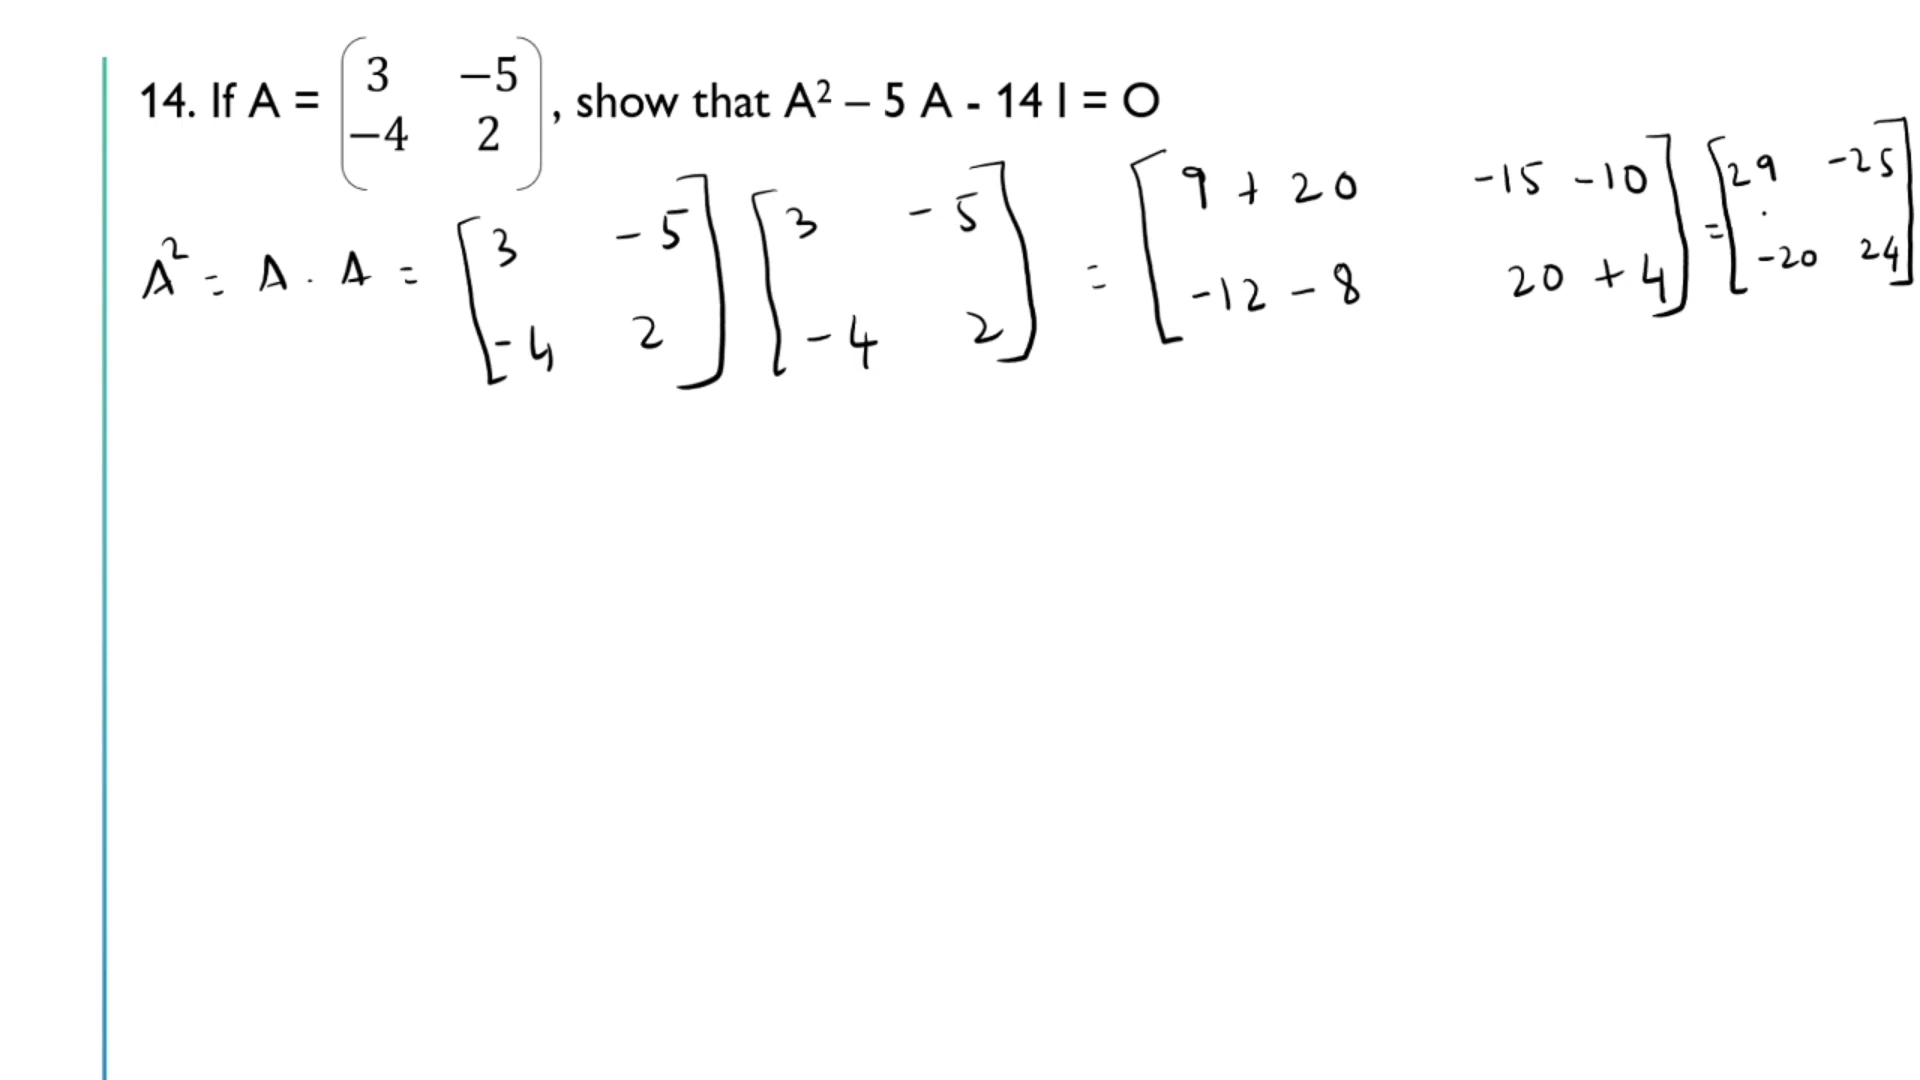 14. If A = (3 −5
−4 2) , show that A² – 5 A - 14 I = O
A² = A . A = [3 -5
-4 2] [3 -5
-4 2] = [9 + 20 -15 -10
-12 - 8 20 + 4] = [29 -25
-20 24]